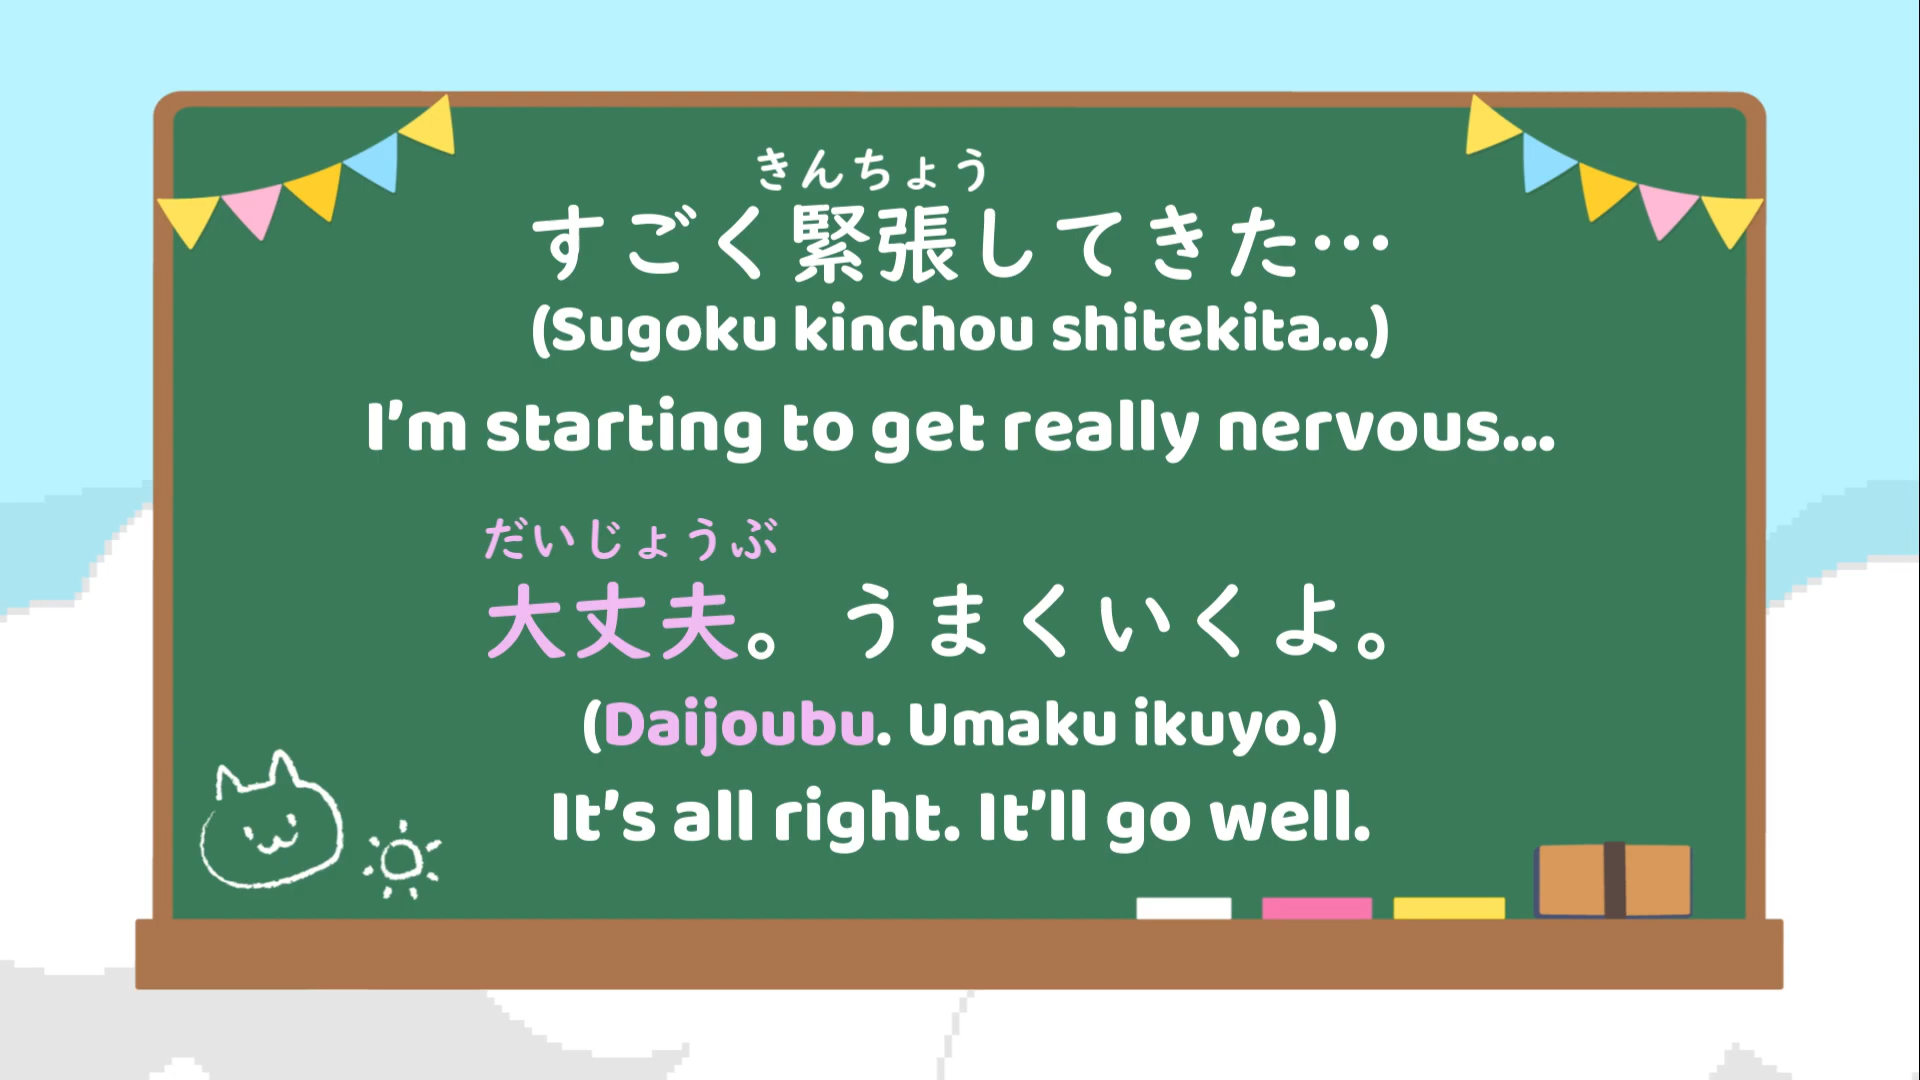 きんちょう
すごく緊張してきた…
(Sugoku kinchou shitekita...)
I’m starting to get really nervous...
だいじょうぶ
大丈夫。うまくいくよ。
(Daijoubu. Umaku ikuyo.)
It’s all right. It’ll go well.